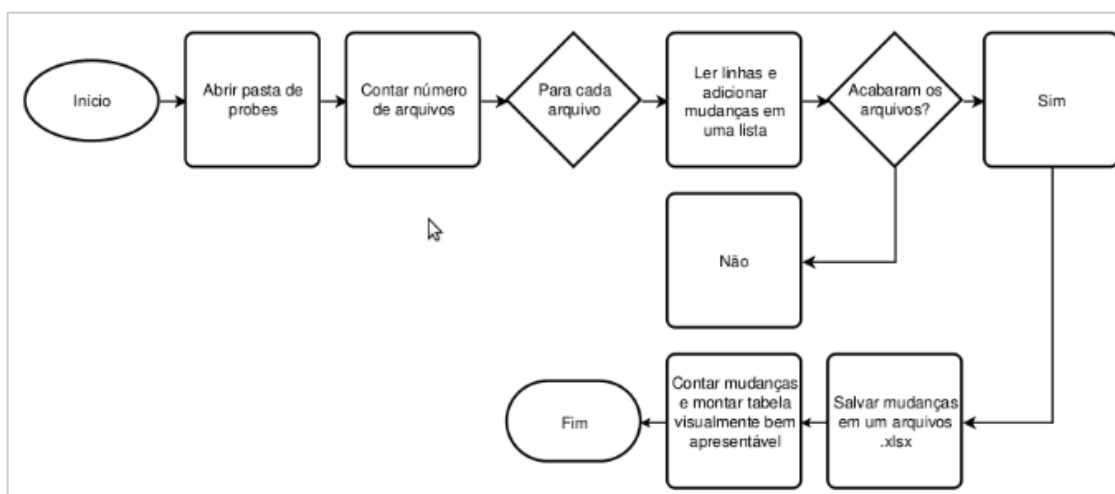 Início
Abrir pasta de
probes
Contar número
de arquivos
Para cada
arquivo
Ler linhas e
adicionar
mudanças em
uma lista
Acabaram os
arquivos?
Sim
Não
Fim
Contar mudanças
e montar tabela
visualmente bem
apresentável
Salvar mudanças
em um arquivos
.xlsx